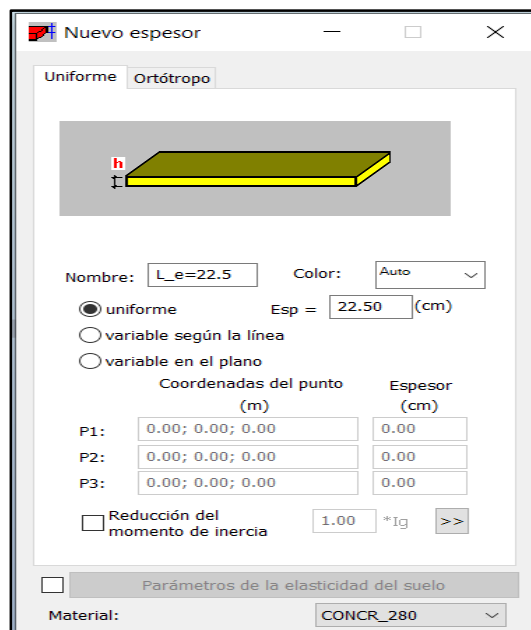 Nuevo espesor
Uniforme Ortótropo
h
Nombre: L_e=22.5 Color: Auto
uniforme Esp = 22.50 (cm)
variable según la línea
variable en el plano
Coordenadas del punto Espesor
(m) (cm)
P1: 0.00; 0.00; 0.00 0.00
P2: 0.00; 0.00; 0.00 0.00
P3: 0.00; 0.00; 0.00 0.00
Reducción del
momento de inercia 1.00 *Ig >>
Parámetros de la elasticidad del suelo
Material: CONCR_280